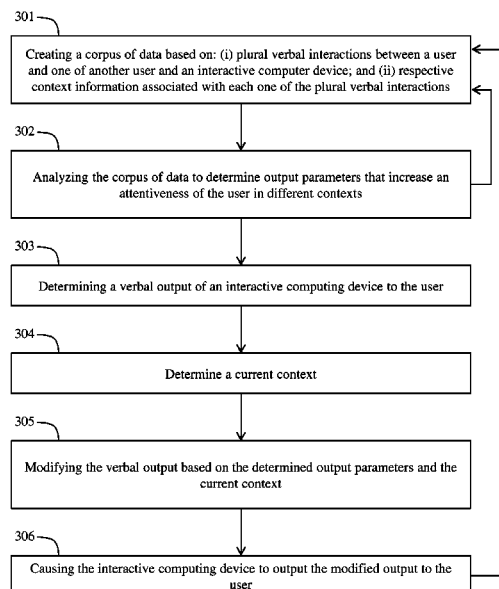 301
Creating a corpus of data based on: (i) plural verbal interactions between a user
and one of another user and an interactive computer device; and (ii) respective
context information associated with each one of the plural verbal interactions
302
Analyzing the corpus of data to determine output parameters that increase an
attentiveness of the user in different contexts
303
Determining a verbal output of an interactive computing device to the user
304
Determine a current context
305
Modifying the verbal output based on the determined output parameters and the
current context
306
Causing the interactive computing device to output the modified output to the
user